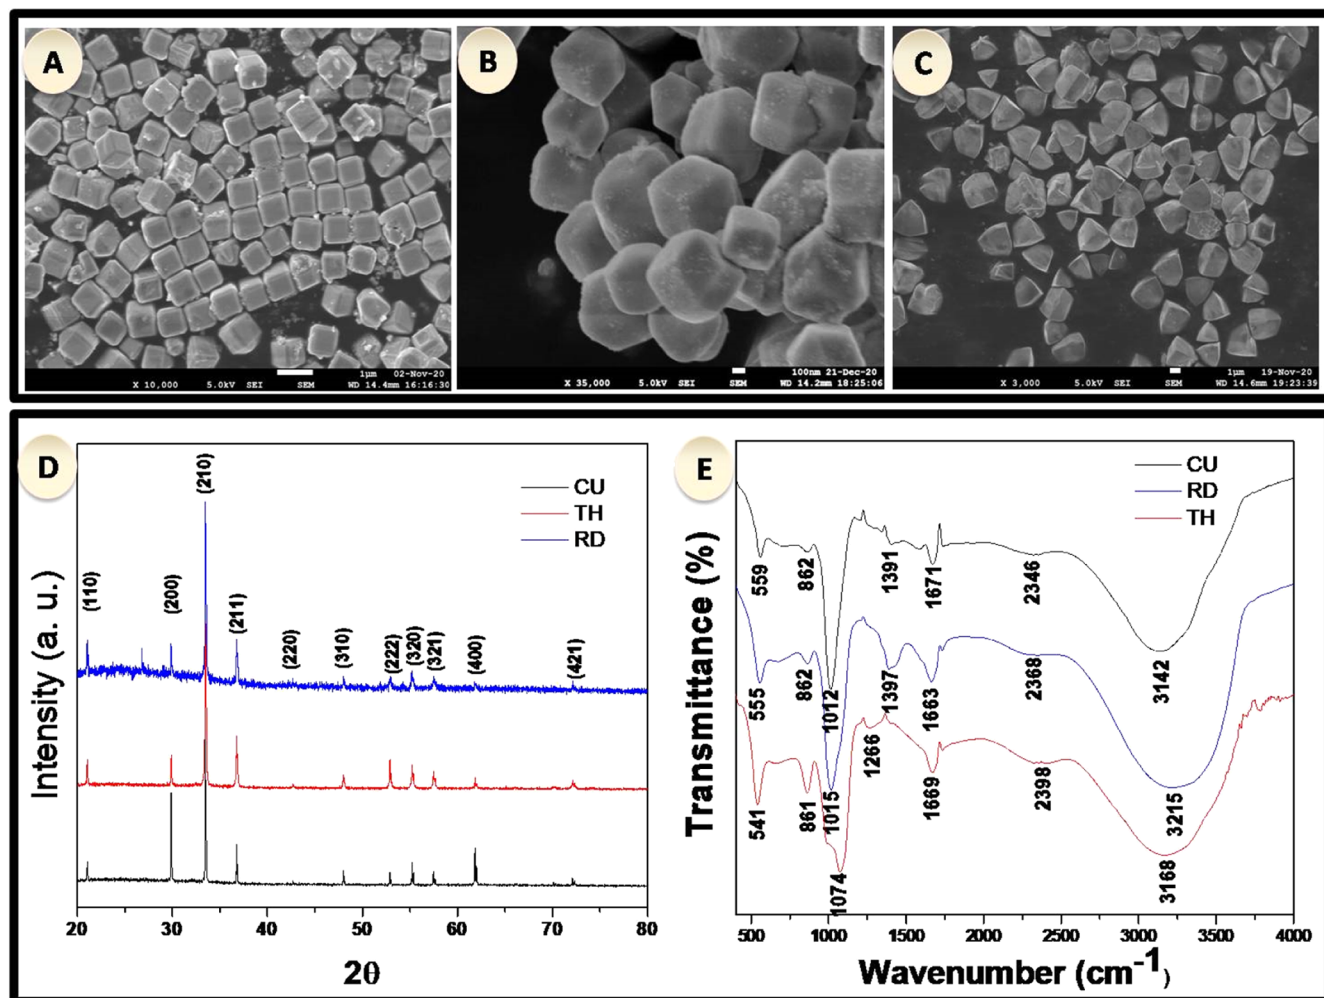 A
X 10,000 5.0kV SEI SEM 1µm 02-Nov-20
WD 14.4mm 16:16:30
B
X 35,000 5.0kV SEI SEM 100nm 21-Dec-20
WD 14.2mm 18:25:06
C
X 3,000 5.0kV SEI SEM 1µm 19-Nov-20
WD 14.6mm 19:23:39
D
(110)
(200)
(210)
(211)
(220)
(310)
(222)
(320)
(321)
(400)
(421)
CU
TH
RD
Intensity (a. u.)
20 30 40 50 60 70 80
2θ
E
CU
RD
TH
559 862 1012 1391 1671 2346 3142
555 862 1015 1397 1663 2368 3215
541 861 1074 1266 1669 2398 3168
Transmittance (%)
500 1000 1500 2000 2500 3000 3500 4000
Wavenumber (cm⁻¹)